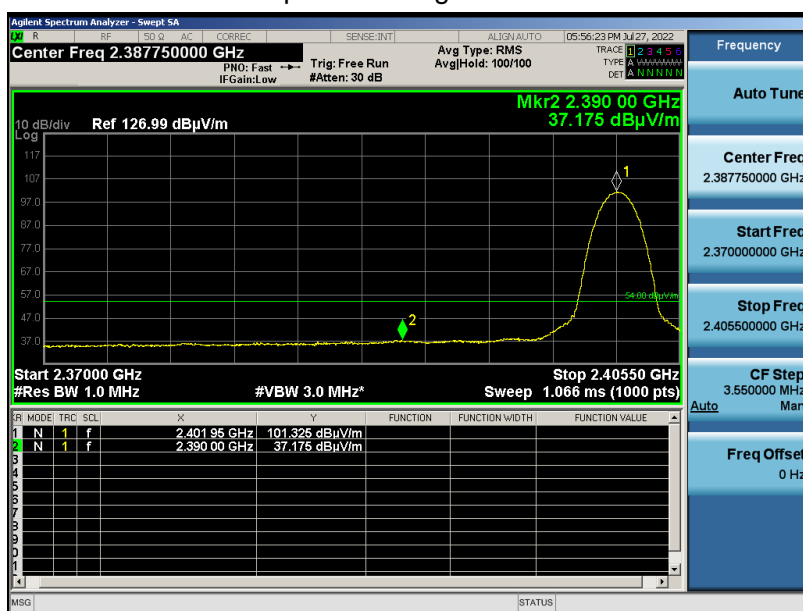 Agilent Spectrum Analyzer - Swept SA
LXI R RF 50 Ω AC CORREC SENSE:INT ALIGN AUTO 05:56:23 PM Jul 27, 2022
Center Freq 2.387750000 GHz
PNO: Fast
IFGain:Low
Trig: Free Run
#Atten: 30 dB
Avg Type: RMS
Avg|Hold: 100/100
TRACE 1 2 3 4 5 6
TYPE A WWWWW
DET A N N N N N
Mkr2 2.390 00 GHz
37.175 dBµV/m
10 dB/div Ref 126.99 dBµV/m
Log
117
107
97.0
87.0
77.0
67.0
57.0
47.0
37.0
1
2
54.00 dBµV/m
Start 2.37000 GHz Stop 2.40550 GHz
#Res BW 1.0 MHz #VBW 3.0 MHz* Sweep 1.066 ms (1000 pts)
MODE TRC SCL X Y FUNCTION FUNCTION WIDTH FUNCTION VALUE
1 N 1 f 2.401 95 GHz 101.325 dBµV/m
2 N 1 f 2.390 00 GHz 37.175 dBµV/m
3
4
5
6
7
8
9
MSG STATUS
Frequency
Auto Tune
Center Freq
2.387750000 GHz
Start Freq
2.370000000 GHz
Stop Freq
2.405500000 GHz
CF Step
3.550000 MHz
Auto Man
Freq Offset
0 Hz